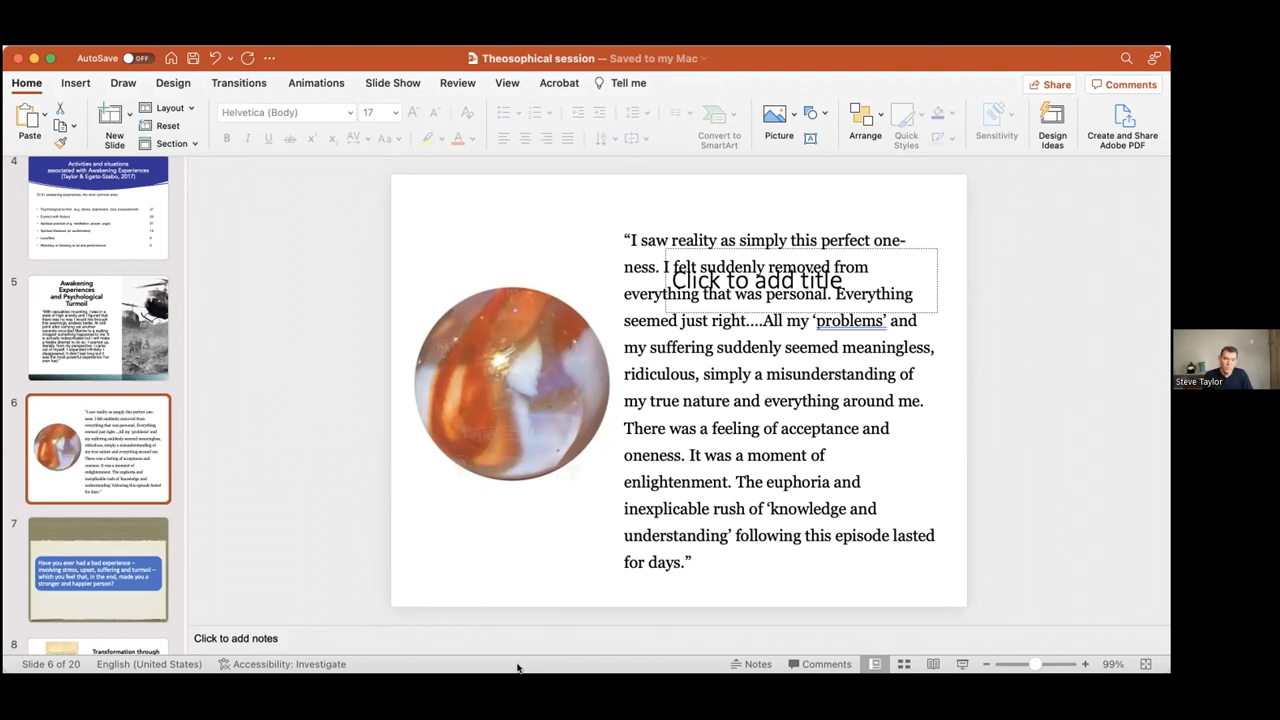 AutoSave OFF
Theosophical session — Saved to my Mac
Home Insert Draw Design Transitions Animations Slide Show Review View Acrobat Tell me
Share Comments
Paste
New
Slide
Layout
Reset
Section
Helvetica (Body) 17
Convert to
SmartArt
Picture
Arrange
Quick
Styles
Sensitivity
Design
Ideas
Create and Share
Adobe PDF
4
Activities and situations
associated with Awakening Experiences
(Taylor & Egeto-Szabo, 2017)
5
Awakening
Experiences
and Psychological
Turmoil
6
7
Have you ever had a bad experience –
involving stress, upset, suffering and turmoil –
which you feel that, in the end, made you a
stronger and happier person?
8
Transformation through
“I saw reality as simply this perfect one-
ness. I felt suddenly removed from
Click to add title
everything that was personal. Everything
seemed just right….All my ‘problems’ and
my suffering suddenly seemed meaningless,
ridiculous, simply a misunderstanding of
my true nature and everything around me.
There was a feeling of acceptance and
oneness. It was a moment of
enlightenment. The euphoria and
inexplicable rush of ‘knowledge and
understanding’ following this episode lasted
for days.”
Steve Taylor
Click to add notes
Slide 6 of 20 English (United States) Accessibility: Investigate Notes Comments 99%